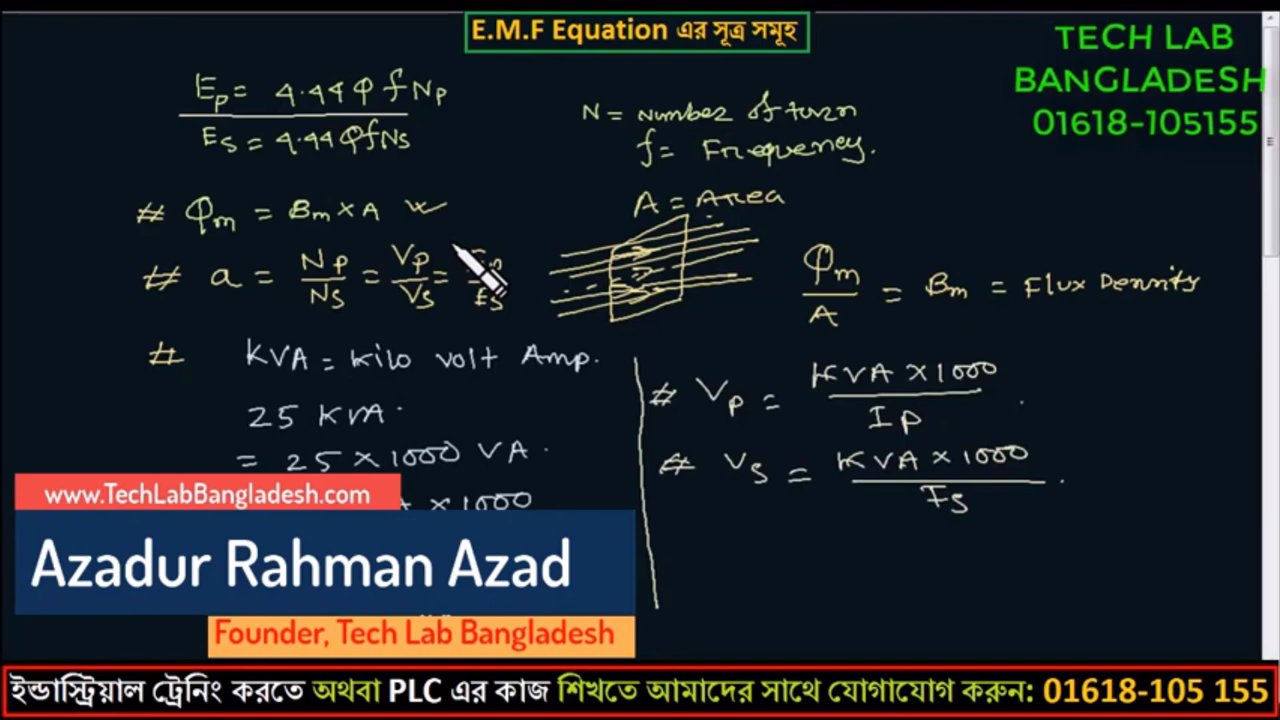 E.M.F Equation এর সূত্র সমূহ
TECH LAB
BANGLADESH
01618-105155
Ep = 4.44 φ f Np
Es = 4.44 φ f Ns
N = Number of turn
f = Frequency.
A = Area
# φm = Bm × A
# a = Np/Ns = Vp/Vs = /Es
φm/A = Bm = Flux Density
# KVA = Kilo volt Amp.
25 KVA.
= 25 × 1000 VA.
× 1000
# Vp = KVA × 1000 / Ip
# Vs = KVA × 1000 / Is
www.TechLabBangladesh.com
Azadur Rahman Azad
Founder, Tech Lab Bangladesh
ইন্ডাস্ট্রিয়াল ট্রেনিং করতে অথবা PLC এর কাজ শিখতে আমাদের সাথে যোগাযোগ করুন: 01618-105 155